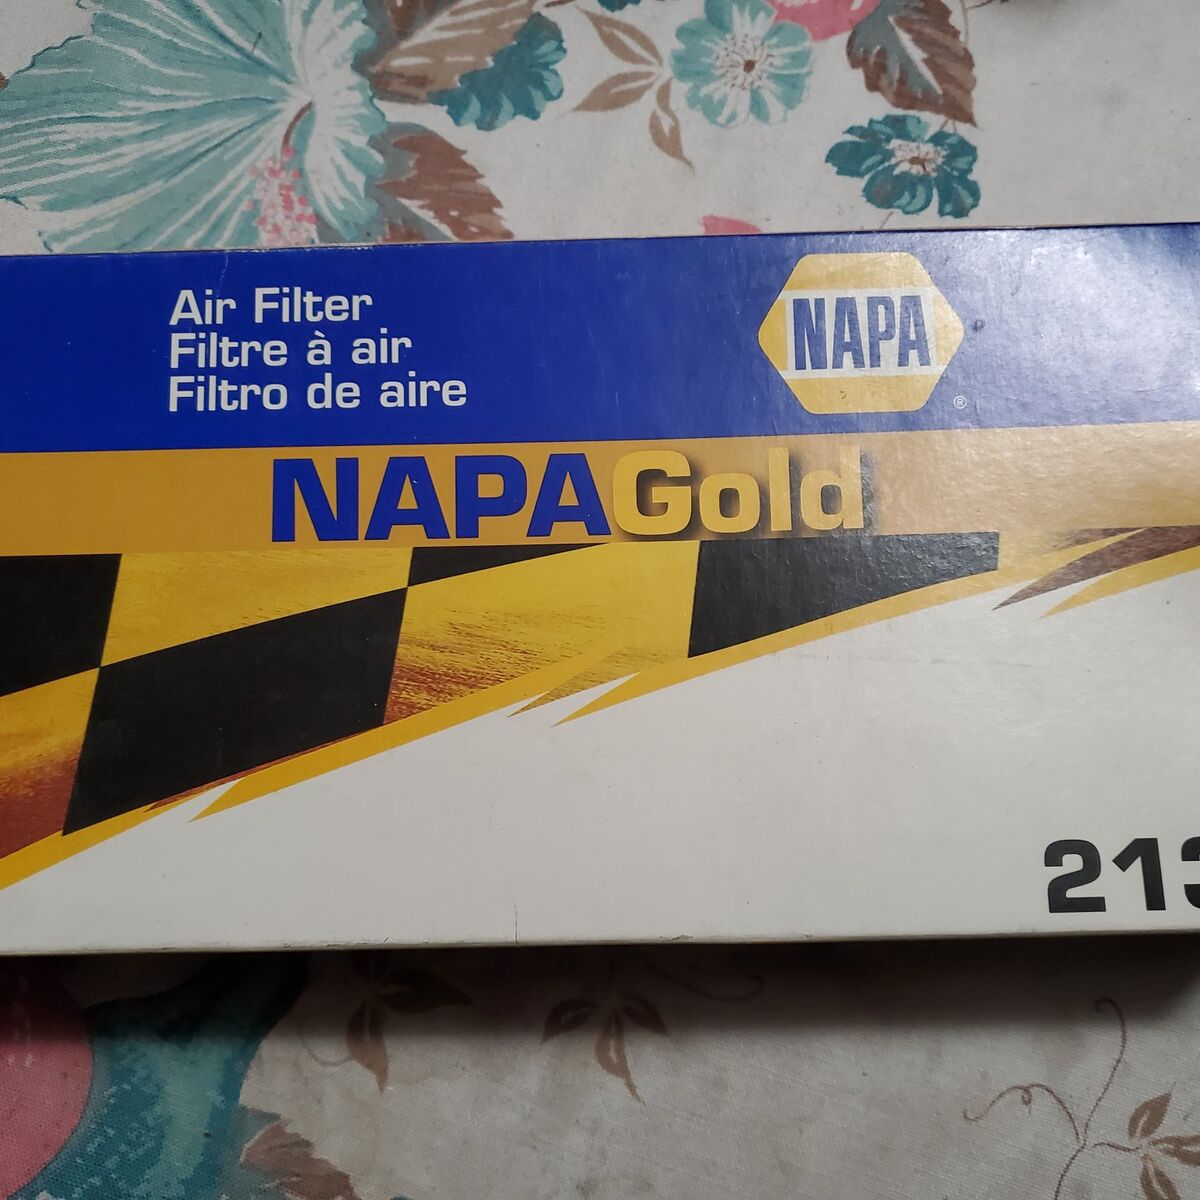 Air Filter
Filtre à air
Filtro de aire
NAPA
®
NAPAGold
213